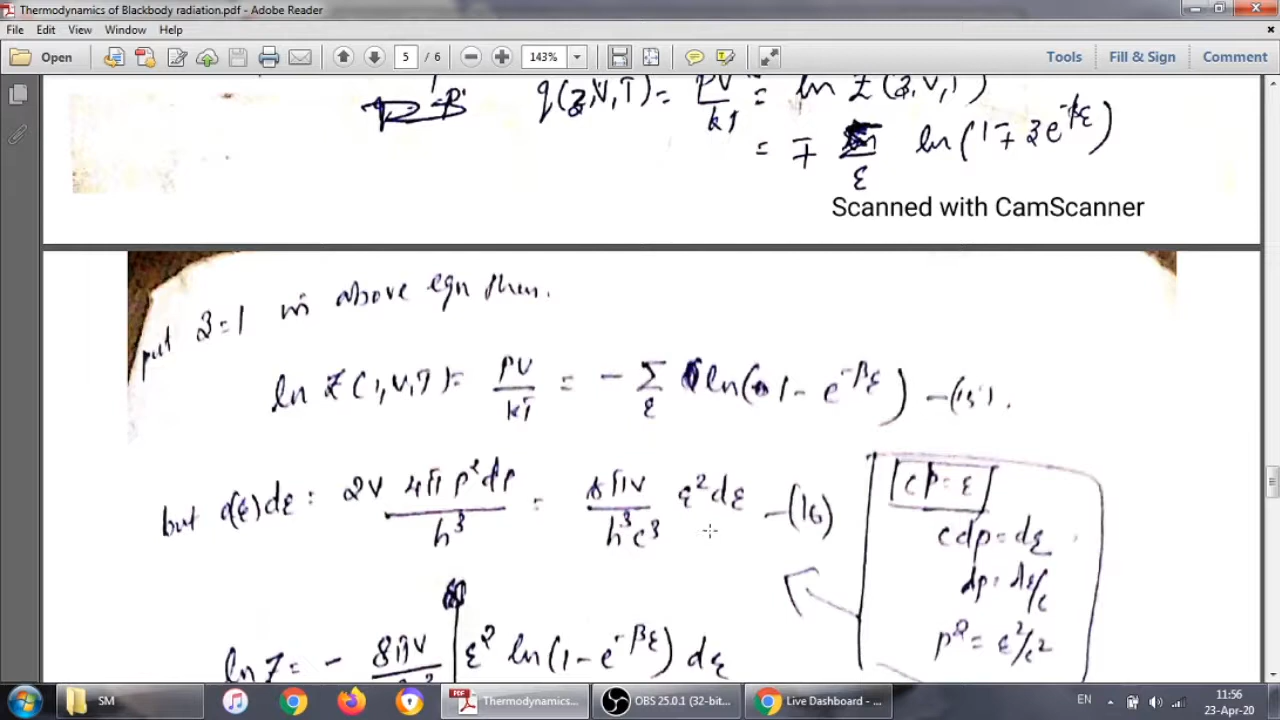 Thermodynamics of Blackbody radiation.pdf - Adobe Reader
File Edit View Window Help
Open 5 / 6 143% Tools Fill & Sign Comment
q(z,V,T) = PV/kT = ln Z(z,V,T)
= ∓ Σ_ε ln(1 ∓ ze^-βε)
Scanned with CamScanner
put z=1 in above eqn then.
ln Z(1,V,T) = PV/kT = - Σ_ε ln(1 - e^-βε) -(15).
but a(ε)dε = 2V 4πp²dp/h³ = 8πV/h³c³ ε²dε -(16)
cp = ε
cdp = dε
dp = dε/c
p² = ε²/c²
ln Z = - 8πV ε² ln(1 - e^-βε) dε
SM Thermodynamics... OBS 25.0.1 (32-bit... Live Dashboard - ... EN 11:56
23-Apr-20